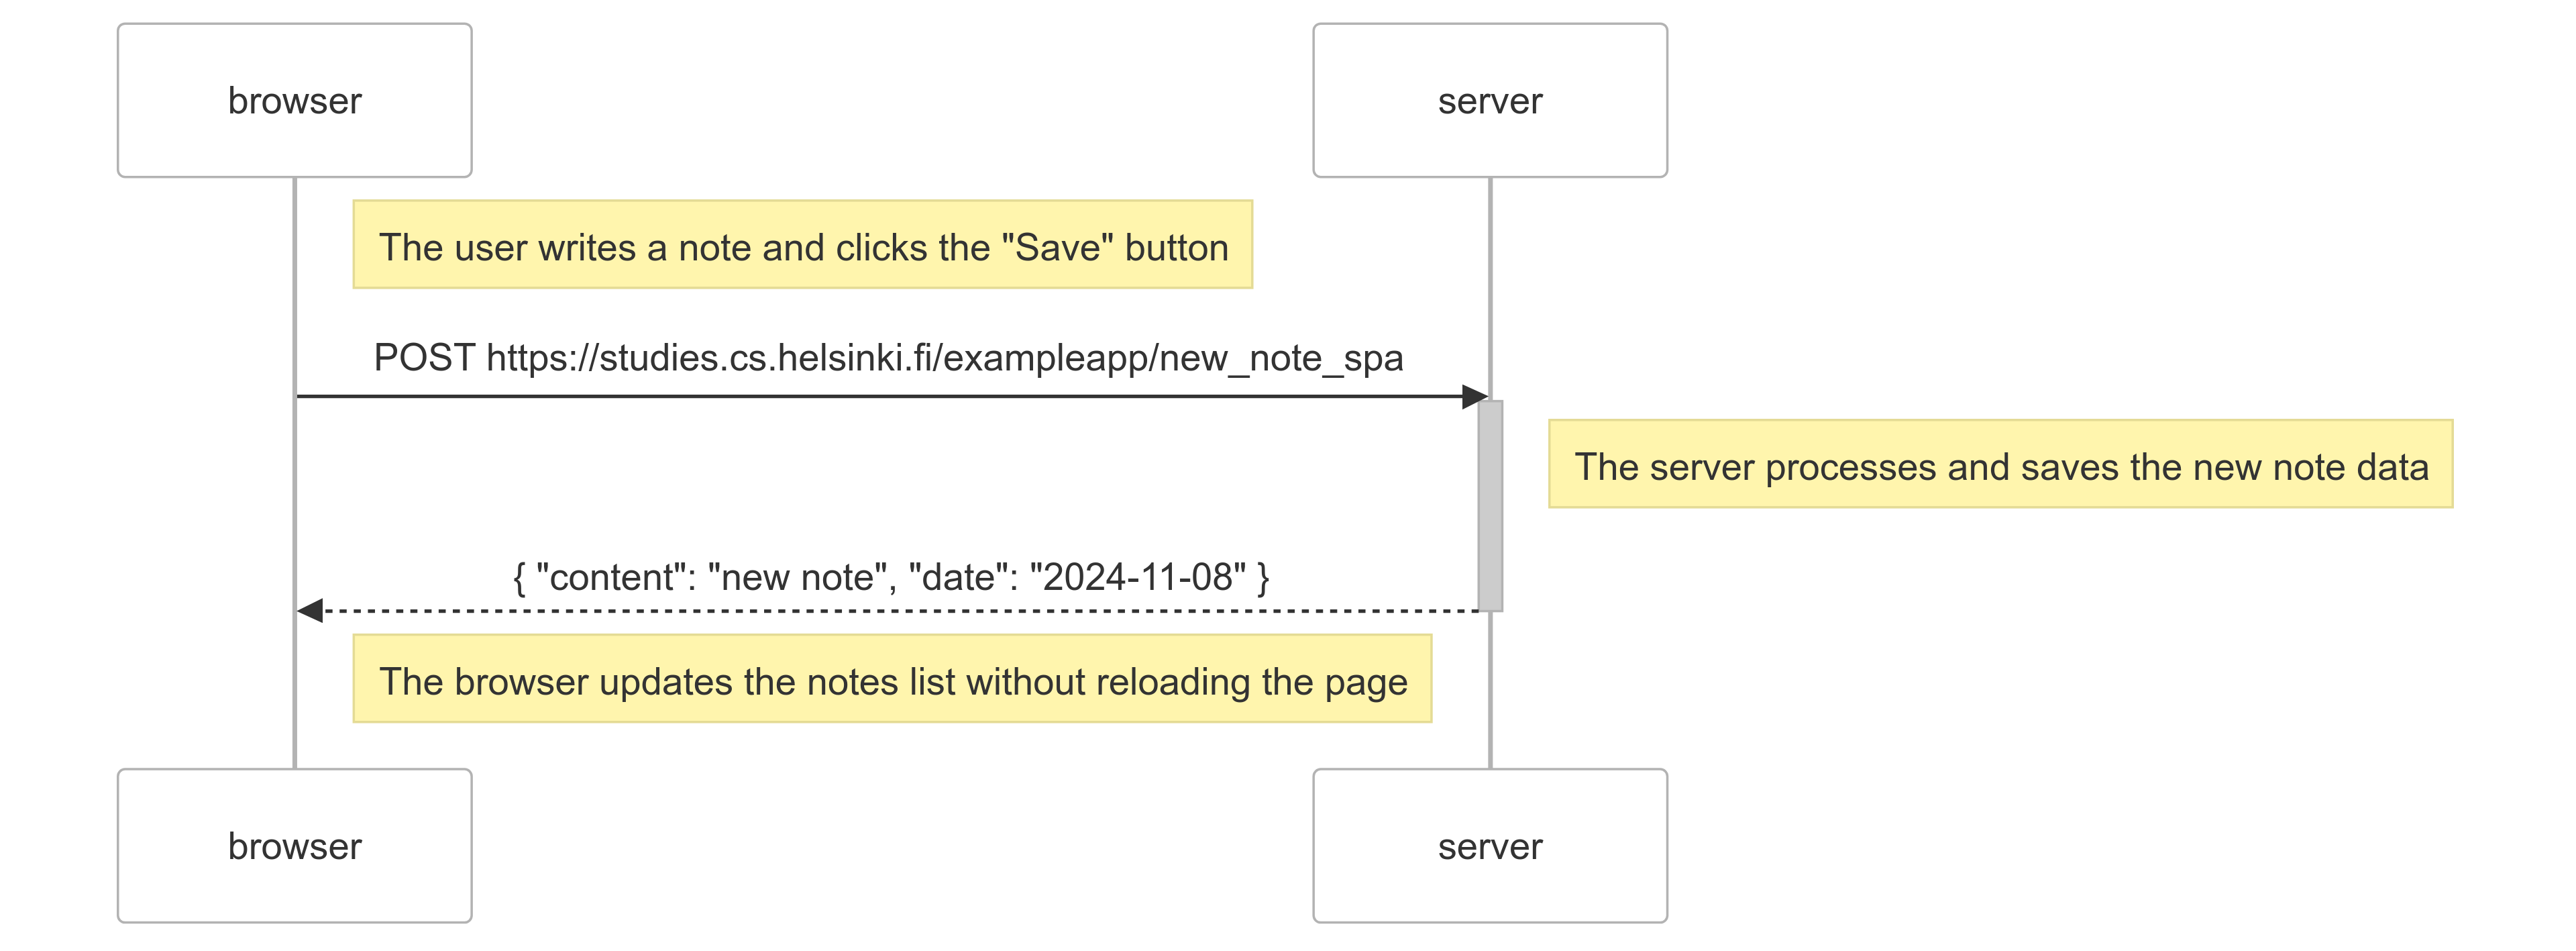 browser
server
The user writes a note and clicks the "Save" button
POST https://studies.cs.helsinki.fi/exampleapp/new_note_spa
The server processes and saves the new note data
{ "content": "new note", "date": "2024-11-08" }
The browser updates the notes list without reloading the page
browser
server